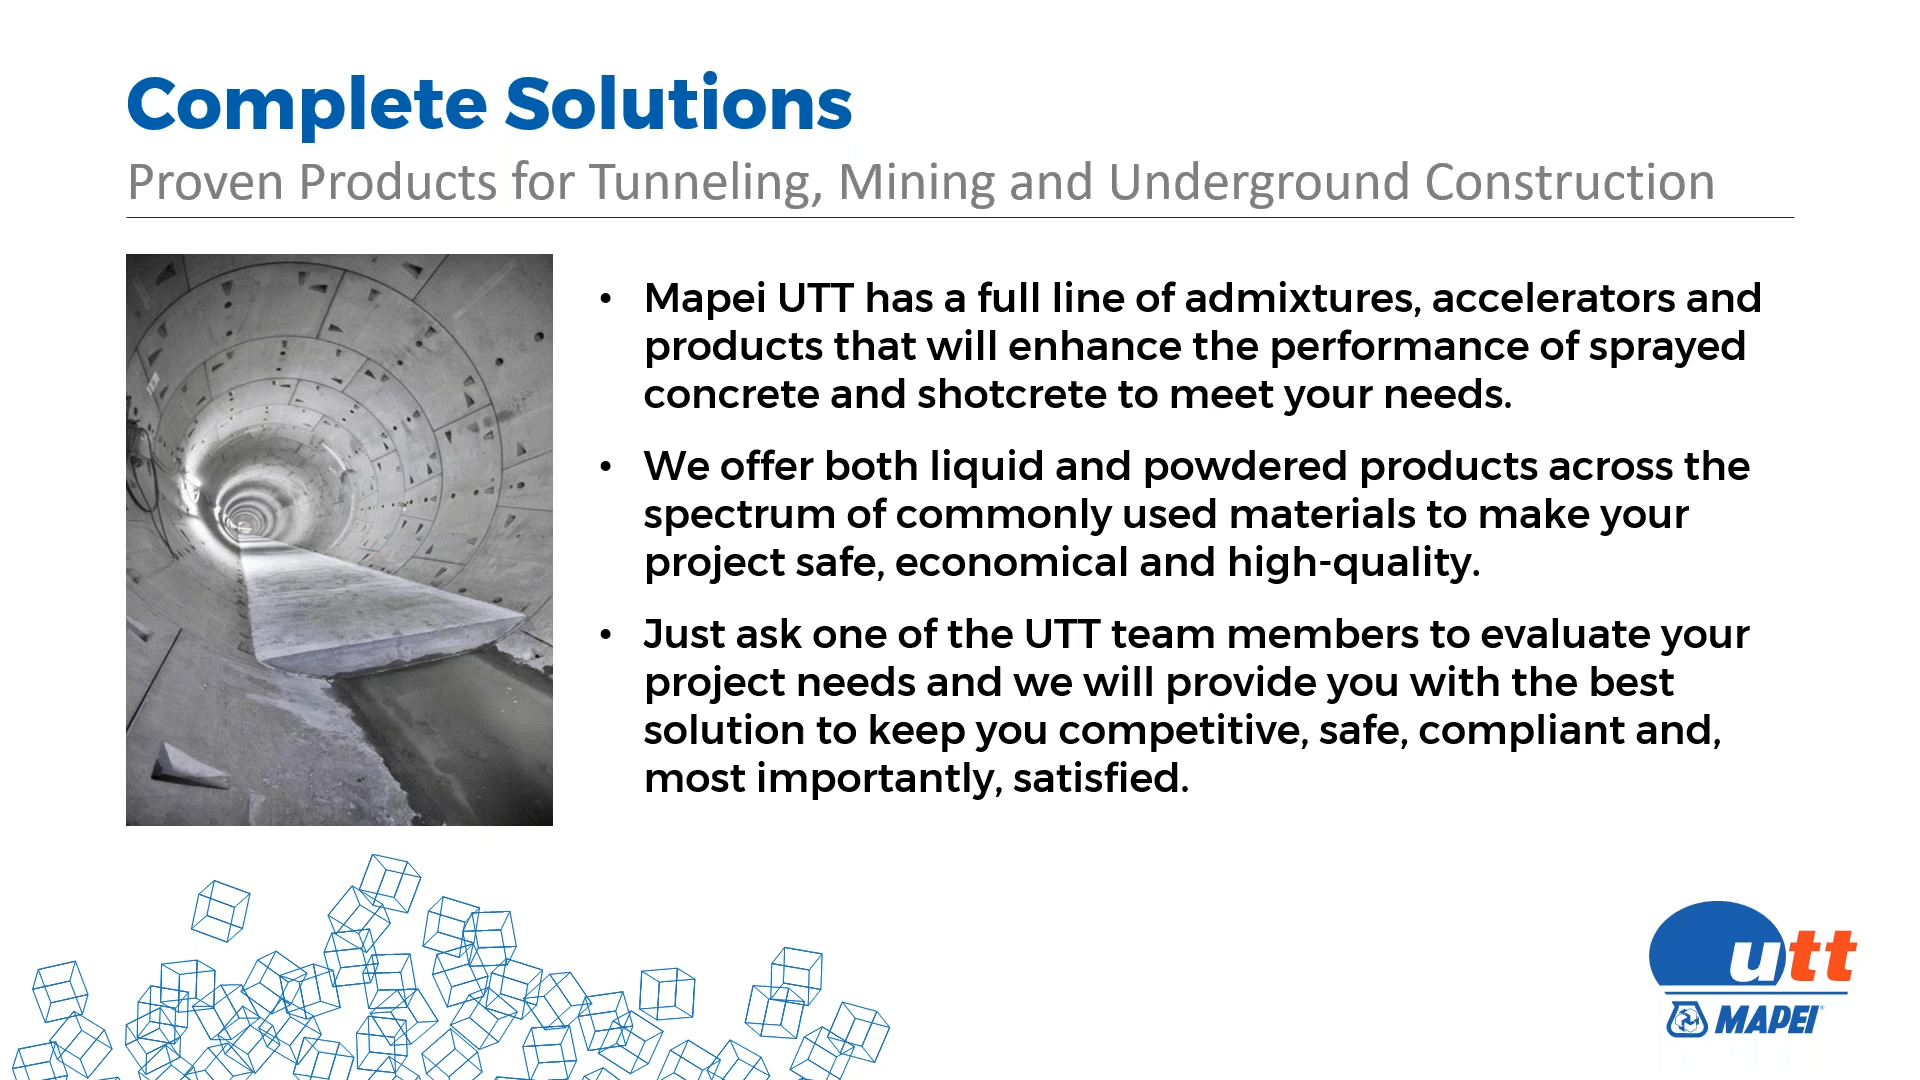 Complete Solutions
Proven Products for Tunneling, Mining and Underground Construction
• Mapei UTT has a full line of admixtures, accelerators and
products that will enhance the performance of sprayed
concrete and shotcrete to meet your needs.
• We offer both liquid and powdered products across the
spectrum of commonly used materials to make your
project safe, economical and high-quality.
• Just ask one of the UTT team members to evaluate your
project needs and we will provide you with the best
solution to keep you competitive, safe, compliant and,
most importantly, satisfied.
utt
MAPEI®